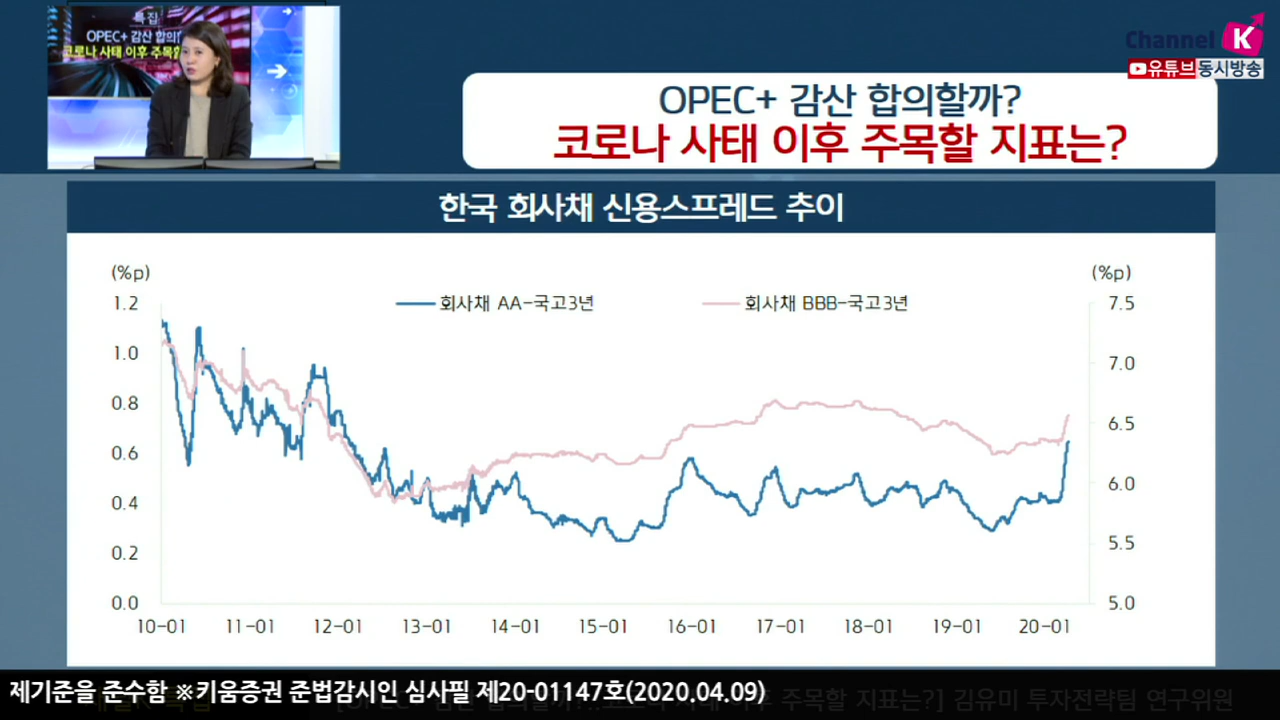 특집
OPEC+ 감산 합의할
코로나 사태 이후 주목할
Channel K
유튜브 동시방송
OPEC+ 감산 합의할까?
코로나 사태 이후 주목할 지표는?
한국 회사채 신용스프레드 추이
(%p)
(%p)
회사채 AA-국고3년
회사채 BBB-국고3년
1.2
1.0
0.8
0.6
0.4
0.2
0.0
7.5
7.0
6.5
6.0
5.5
5.0
10-01 11-01 12-01 13-01 14-01 15-01 16-01 17-01 18-01 19-01 20-01
제기준을 준수함 ※키움증권 준법감시인 심사필 제20-01147호(2020.04.09)
이후 주목할 지표는?] 김유미 투자전략팀 연구위원